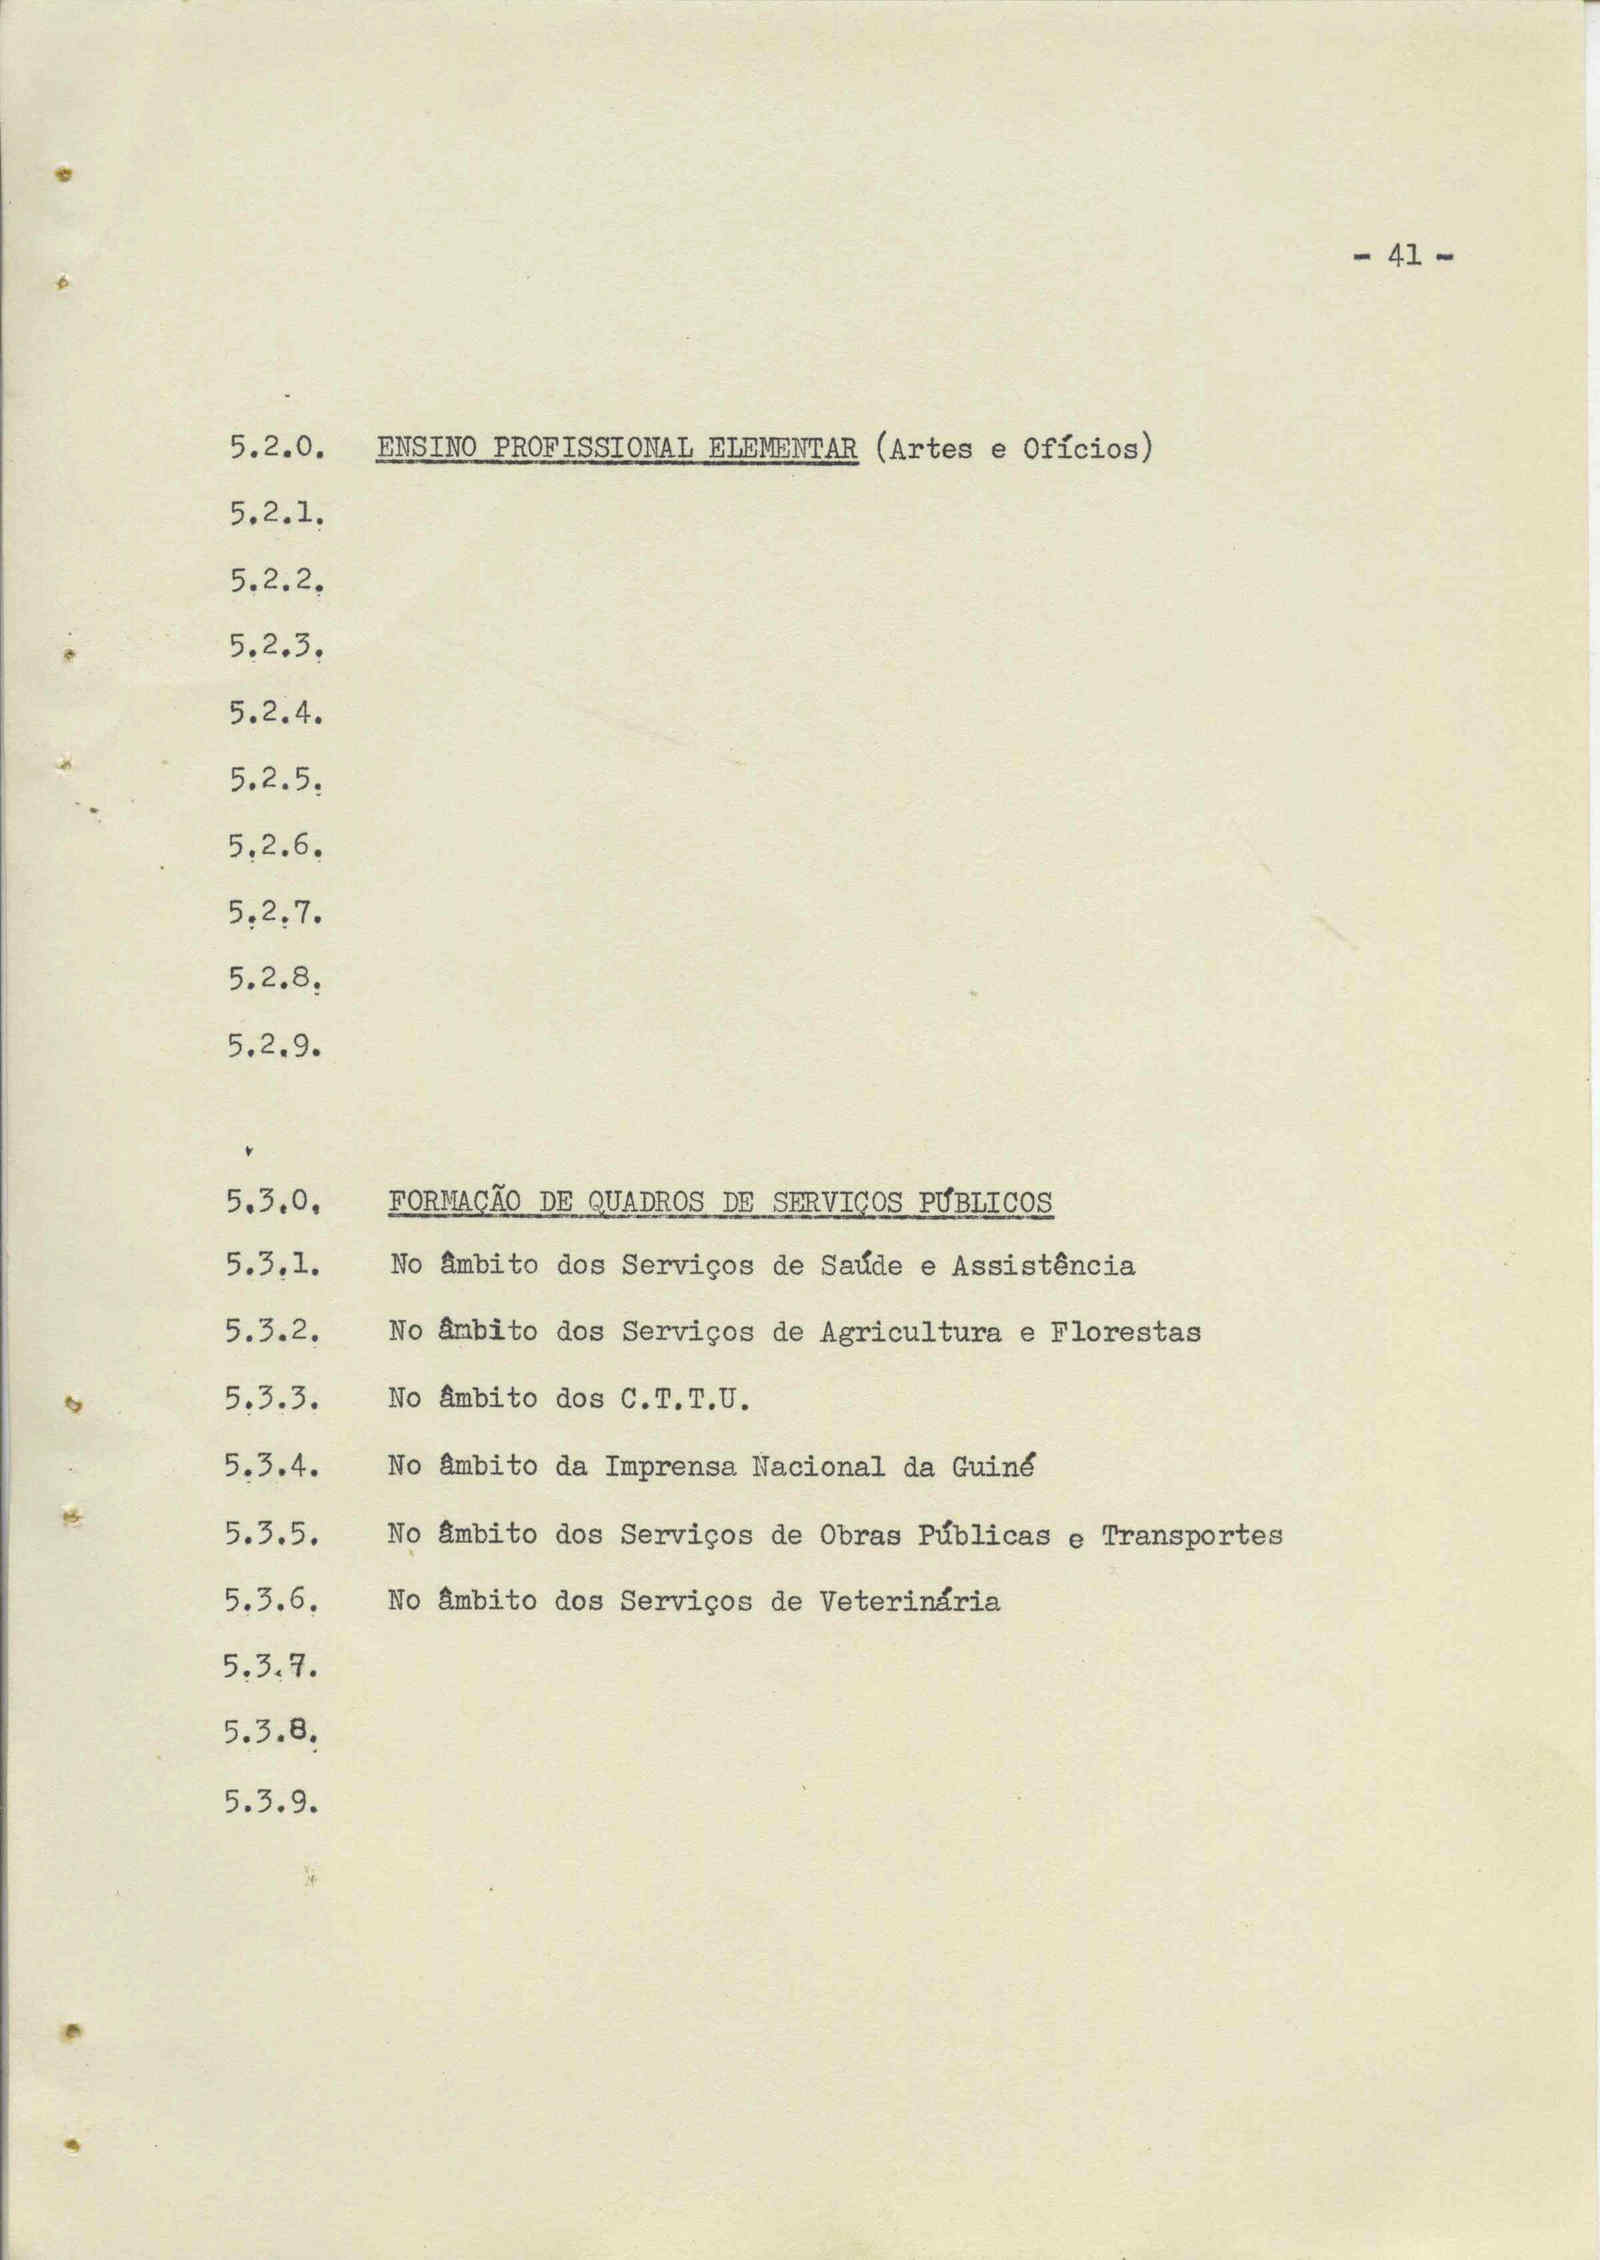 - 41 -
5.2.0. ENSINO PROFISSIONAL ELEMENTAR (Artes e Ofícios)
5.2.1.
5.2.2.
5.2.3.
5.2.4.
5.2.5.
5.2.6.
5.2.7.
5.2.8.
5.2.9.
5.3.0. FORMAÇÃO DE QUADROS DE SERVIÇOS PÚBLICOS
5.3.1. No âmbito dos Serviços de Saúde e Assistência
5.3.2. No âmbito dos Serviços de Agricultura e Florestas
5.3.3. No âmbito dos C.T.T.U.
5.3.4. No âmbito da Imprensa Nacional da Guiné
5.3.5. No âmbito dos Serviços de Obras Públicas e Transportes
5.3.6. No âmbito dos Serviços de Veterinária
5.3.7.
5.3.8.
5.3.9.